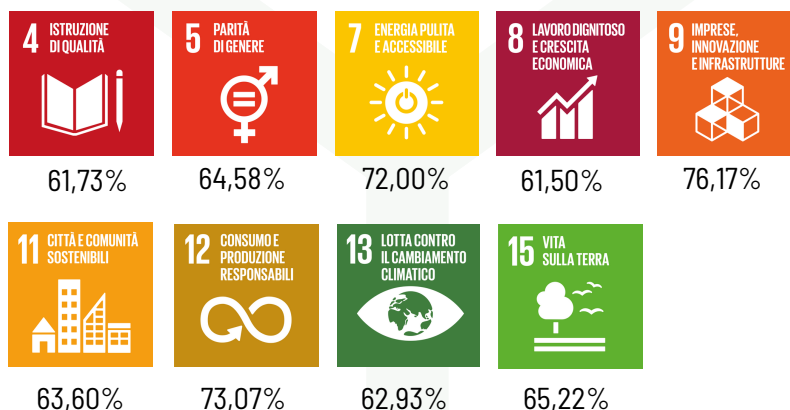 4 ISTRUZIONE
DI QUALITÀ
5 PARITÀ
DI GENERE
7 ENERGIA PULITA
E ACCESSIBILE
8 LAVORO DIGNITOSO
E CRESCITA
ECONOMICA
9 IMPRESE,
INNOVAZIONE
E INFRASTRUTTURE
61,73%
64,58%
72,00%
61,50%
76,17%
11 CITTÀ E COMUNITÀ
SOSTENIBILI
12 CONSUMO E
PRODUZIONE
RESPONSABILI
13 LOTTA CONTRO
IL CAMBIAMENTO
CLIMATICO
15 VITA
SULLA TERRA
63,60%
73,07%
62,93%
65,22%